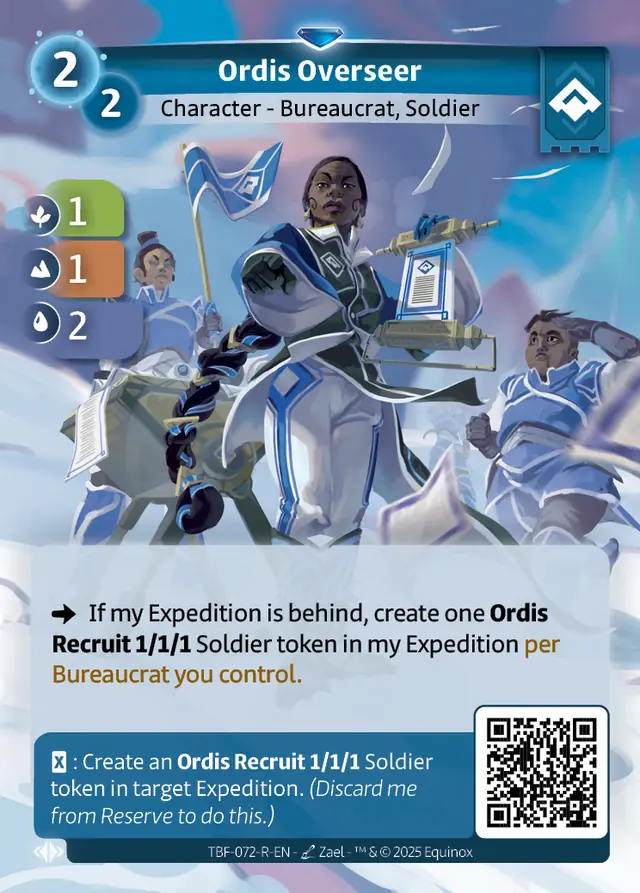 2
Ordis Overseer
2
Character - Bureaucrat, Soldier
1
1
2
If my Expedition is behind, create one Ordis
Recruit 1/1/1 Soldier token in my Expedition per
Bureaucrat you control.
X : Create an Ordis Recruit 1/1/1 Soldier
token in target Expedition. (Discard me
from Reserve to do this.)
TBF-072-R-EN - Zael - ™ & © 2025 Equinox